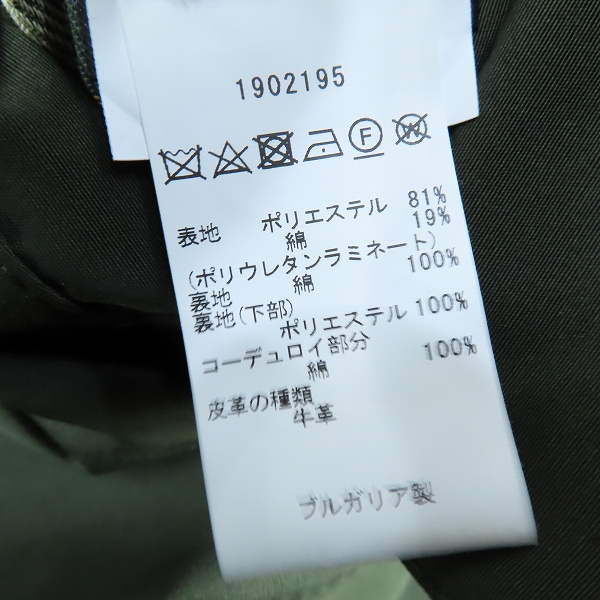 1902195
F W
表地 ポリエステル 81%
綿 19%
(ポリウレタンラミネート)
裏地 綿 100%
裏地(下部)
ポリエステル 100%
コーデュロイ部分
綿 100%
皮革の種類
牛革
ブルガリア製